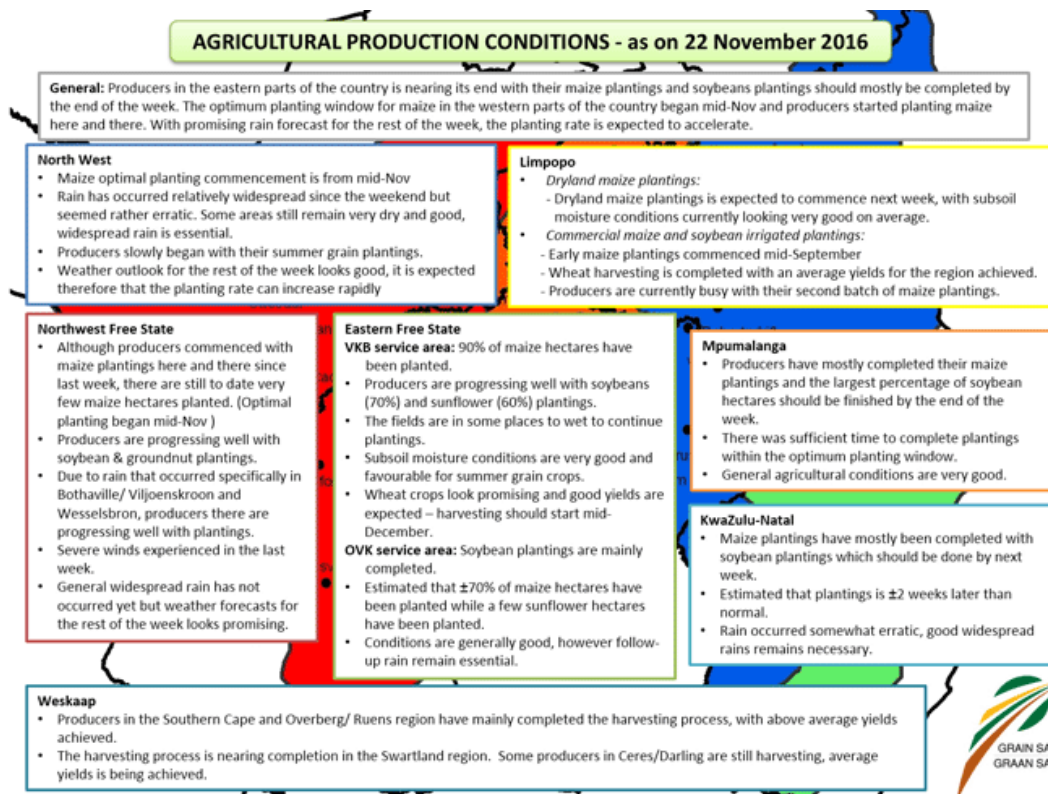 AGRICULTURAL PRODUCTION CONDITIONS - as on 22 November 2016
General: Producers in the eastern parts of the country is nearing its end with their maize plantings and soybeans plantings should mostly be completed by
the end of the week. The optimum planting window for maize in the western parts of the country began mid-Nov and producers started planting maize
here and there. With promising rain forecast for the rest of the week, the planting rate is expected to accelerate.
North West
• Maize optimal planting commencement is from mid-Nov
• Rain has occurred relatively widespread since the weekend but
seemed rather erratic. Some areas still remain very dry and good,
widespread rain is essential.
• Producers slowly began with their summer grain plantings.
• Weather outlook for the rest of the week looks good, it is expected
therefore that the planting rate can increase rapidly
Limpopo
• Dryland maize plantings:
- Dryland maize plantings is expected to commence next week, with subsoil
moisture conditions currently looking very good on average.
• Commercial maize and soybean irrigated plantings:
- Early maize plantings commenced mid-September
- Wheat harvesting is completed with an average yields for the region achieved.
- Producers are currently busy with their second batch of maize plantings.
Northwest Free State
• Although producers commenced with
maize plantings here and there since
last week, there are still to date very
few maize hectares planted. (Optimal
planting began mid-Nov )
• Producers are progressing well with
soybean & groundnut plantings.
• Due to rain that occurred specifically in
Bothaville/ Viljoenskroon and
Wesselsbron, producers there are
progressing well with plantings.
• Severe winds experienced in the last
week.
• General widespread rain has not
occurred yet but weather forecasts for
the rest of the week looks promising.
Eastern Free State
VKB service area: 90% of maize hectares have
been planted.
• Producers are progressing well with soybeans
(70%) and sunflower (60%) plantings.
• The fields are in some places to wet to continue
plantings.
• Subsoil moisture conditions are very good and
favourable for summer grain crops.
• Wheat crops look promising and good yields are
expected – harvesting should start mid-
December.
OVK service area: Soybean plantings are mainly
completed.
• Estimated that ±70% of maize hectares have
been planted while a few sunflower hectares
have been planted.
• Conditions are generally good, however follow-
up rain remain essential.
Mpumalanga
• Producers have mostly completed their maize
plantings and the largest percentage of soybean
hectares should be finished by the end of the
week.
• There was sufficient time to complete plantings
within the optimum planting window.
• General agricultural conditions are very good.
KwaZulu-Natal
• Maize plantings have mostly been completed with
soybean plantings which should be done by next
week.
• Estimated that plantings is ±2 weeks later than
normal.
• Rain occurred somewhat erratic, good widespread
rains remains necessary.
Weskaap
• Producers in the Southern Cape and Overberg/ Ruens region have mainly completed the harvesting process, with above average yields
achieved.
• The harvesting process is nearing completion in the Swartland region. Some producers in Ceres/Darling are still harvesting, average
yields is being achieved.
GRAIN SA
GRAAN SA